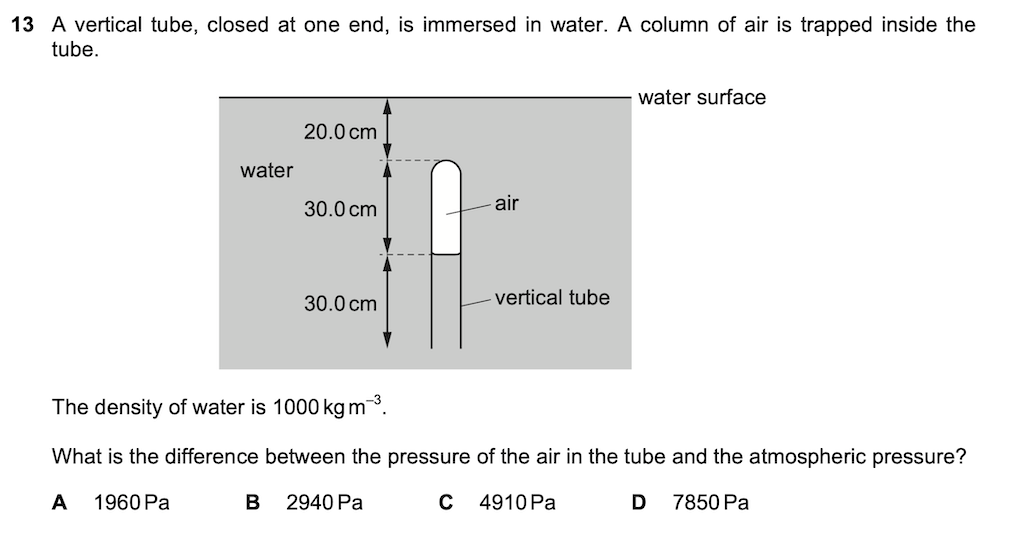 13 A vertical tube, closed at one end, is immersed in water. A column of air is trapped inside the
tube.
water surface
20.0 cm
water
30.0 cm
air
30.0 cm
vertical tube
The density of water is 1000 kg m⁻³.
What is the difference between the pressure of the air in the tube and the atmospheric pressure?
A 1960 Pa B 2940 Pa C 4910 Pa D 7850 Pa